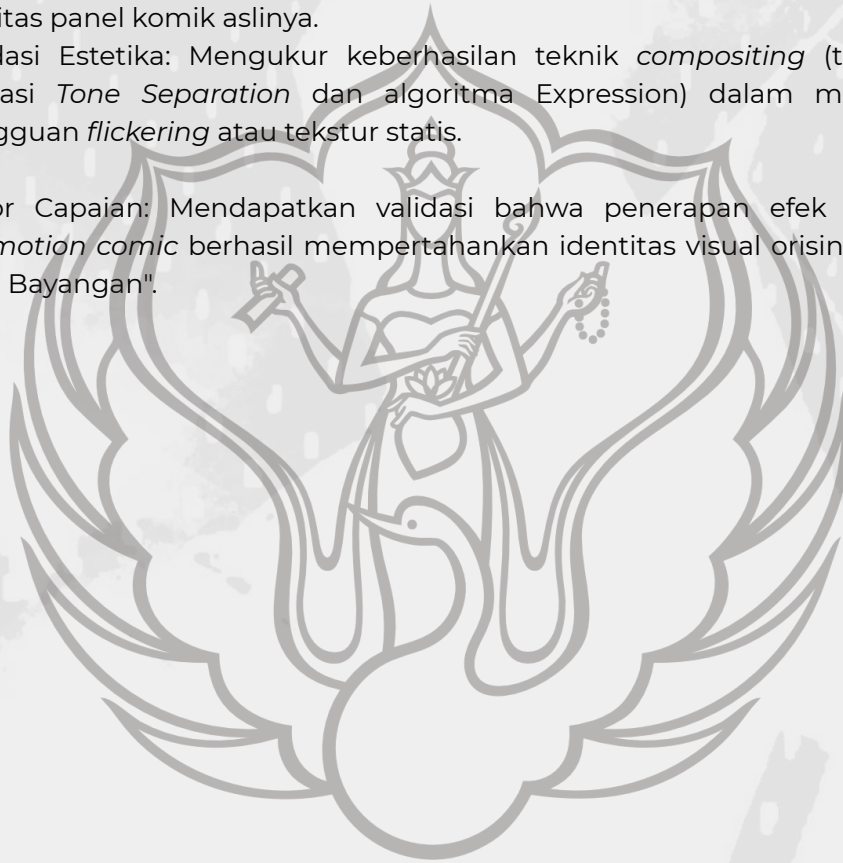 itas panel komik aslinya.
dasi Estetika: Mengukur keberhasilan teknik compositing (t
asi Tone Separation dan algoritma Expression) dalam m
gguan flickering atau tekstur statis.
or Capaian: Mendapatkan validasi bahwa penerapan efek
motion comic berhasil mempertahankan identitas visual orisin
Bayangan".